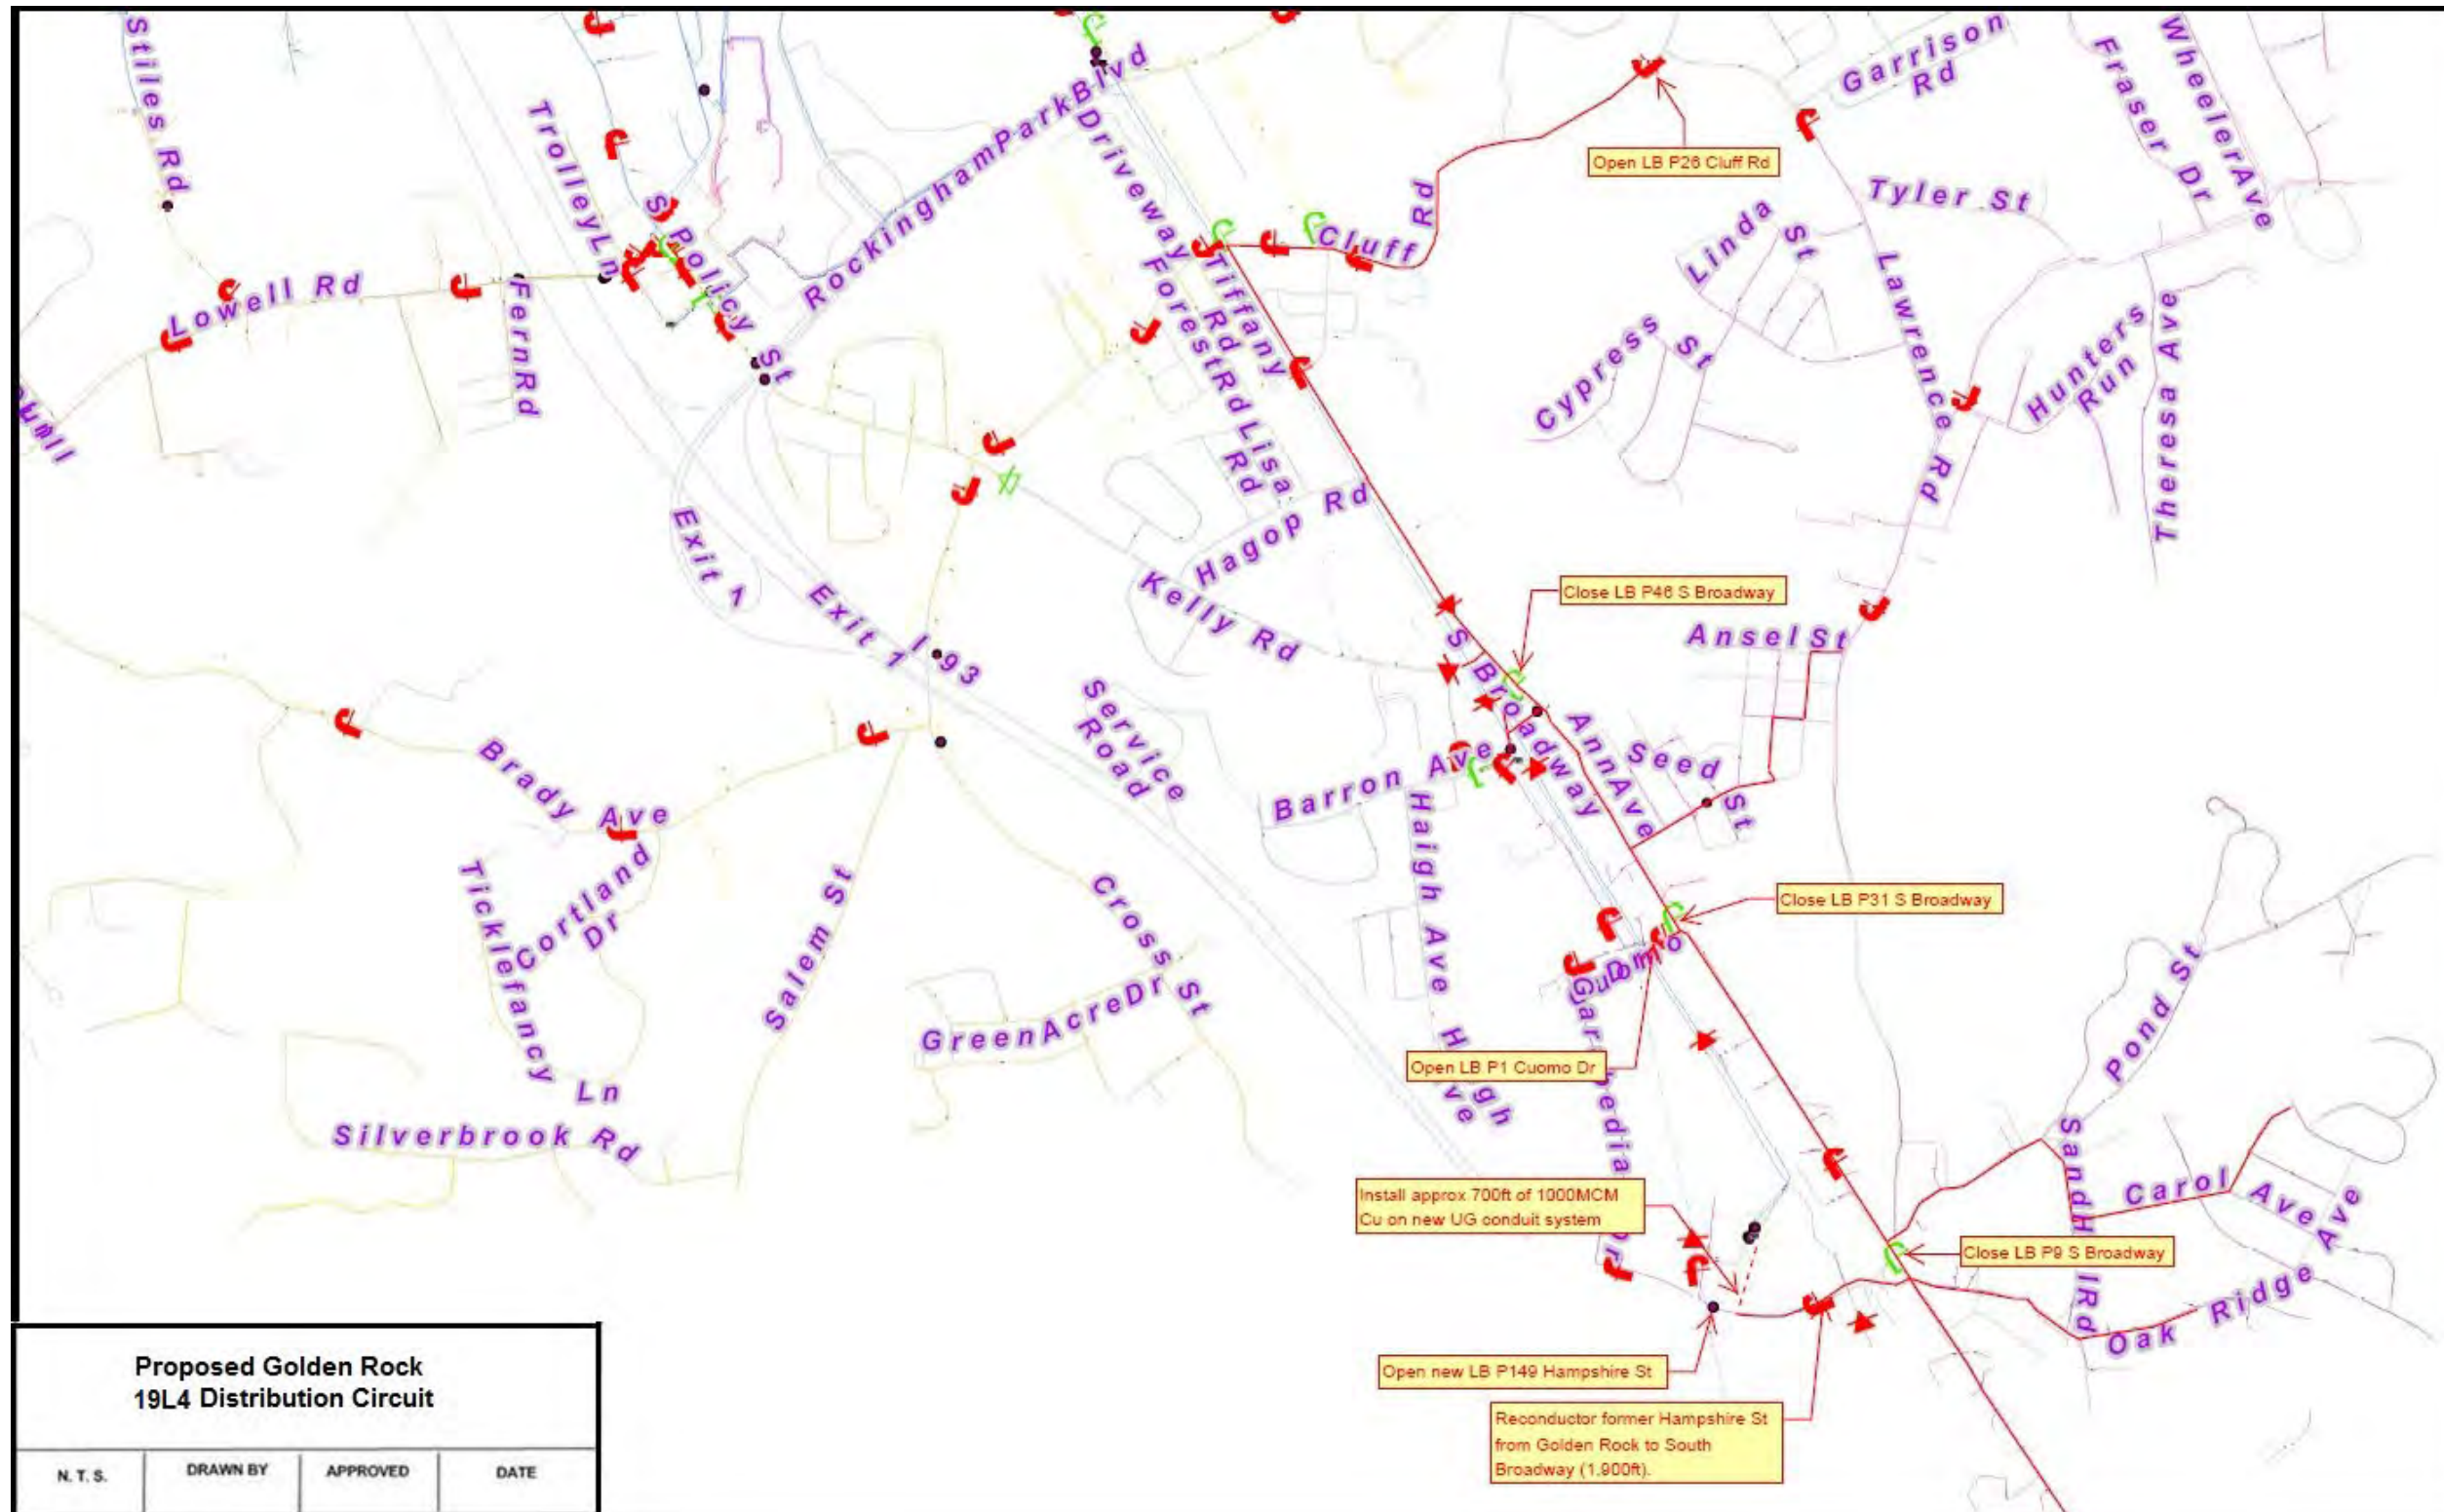 Stiles Rd
Trolley Ln
S Policy St
Rockingham Park Blvd
Driveway
Garrison Rd
Fraser Dr
Wheeler Ave
Open LB P26 Cluff Rd
Tyler St
Linda St
Cluff Rd
Lowell Rd
Fern Rd
Forest Rd
Tiffany Rd
Lisa Rd
Cypress St
Lawrence Rd
Hunters Run
Theresa Ave
Hagop Rd
Kelly Rd
Exit 1
Exit 1
I 93
Close LB P46 S Broadway
Ansel St
S Broadway
Ann Ave
Seed St
Service Road
Barron Ave
Haigh Ave
Brady Ave
Cortland Dr
Ticklefancy Ln
Salem St
Cross St
GreenAcre Dr
Silverbrook Rd
Close LB P31 S Broadway
Open LB P1 Cuomo Dr
Haigh Ave
Pond St
Install approx 700ft of 1000MCM
Cu on new UG conduit system
Carol Ave
Ave
Close LB P9 S Broadway
Oak Ridge
Open new LB P149 Hampshire St
Reconductor former Hampshire St
from Golden Rock to South
Broadway (1,900ft).
Proposed Golden Rock
19L4 Distribution Circuit
N. T. S.
DRAWN BY
APPROVED
DATE